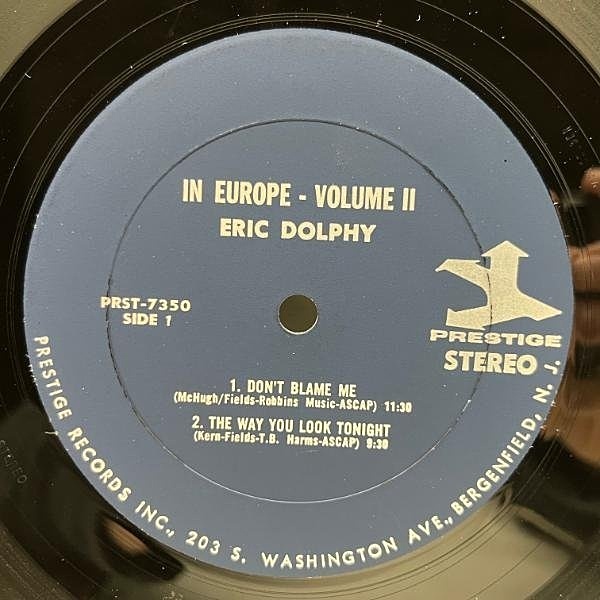 IN EUROPE - VOLUME II
ERIC DOLPHY
PRST-7350
SIDE 1
PRESTIGE
STEREO
1. DON'T BLAME ME
(McHugh/Fields-Robbins Music-ASCAP) 11:30
2. THE WAY YOU LOOK TONIGHT
(Kern-Fields-T.B. Harms-ASCAP) 9:30
PRESTIGE RECORDS INC., 203 S. WASHINGTON AVE., BERGENFIELD, N. J.